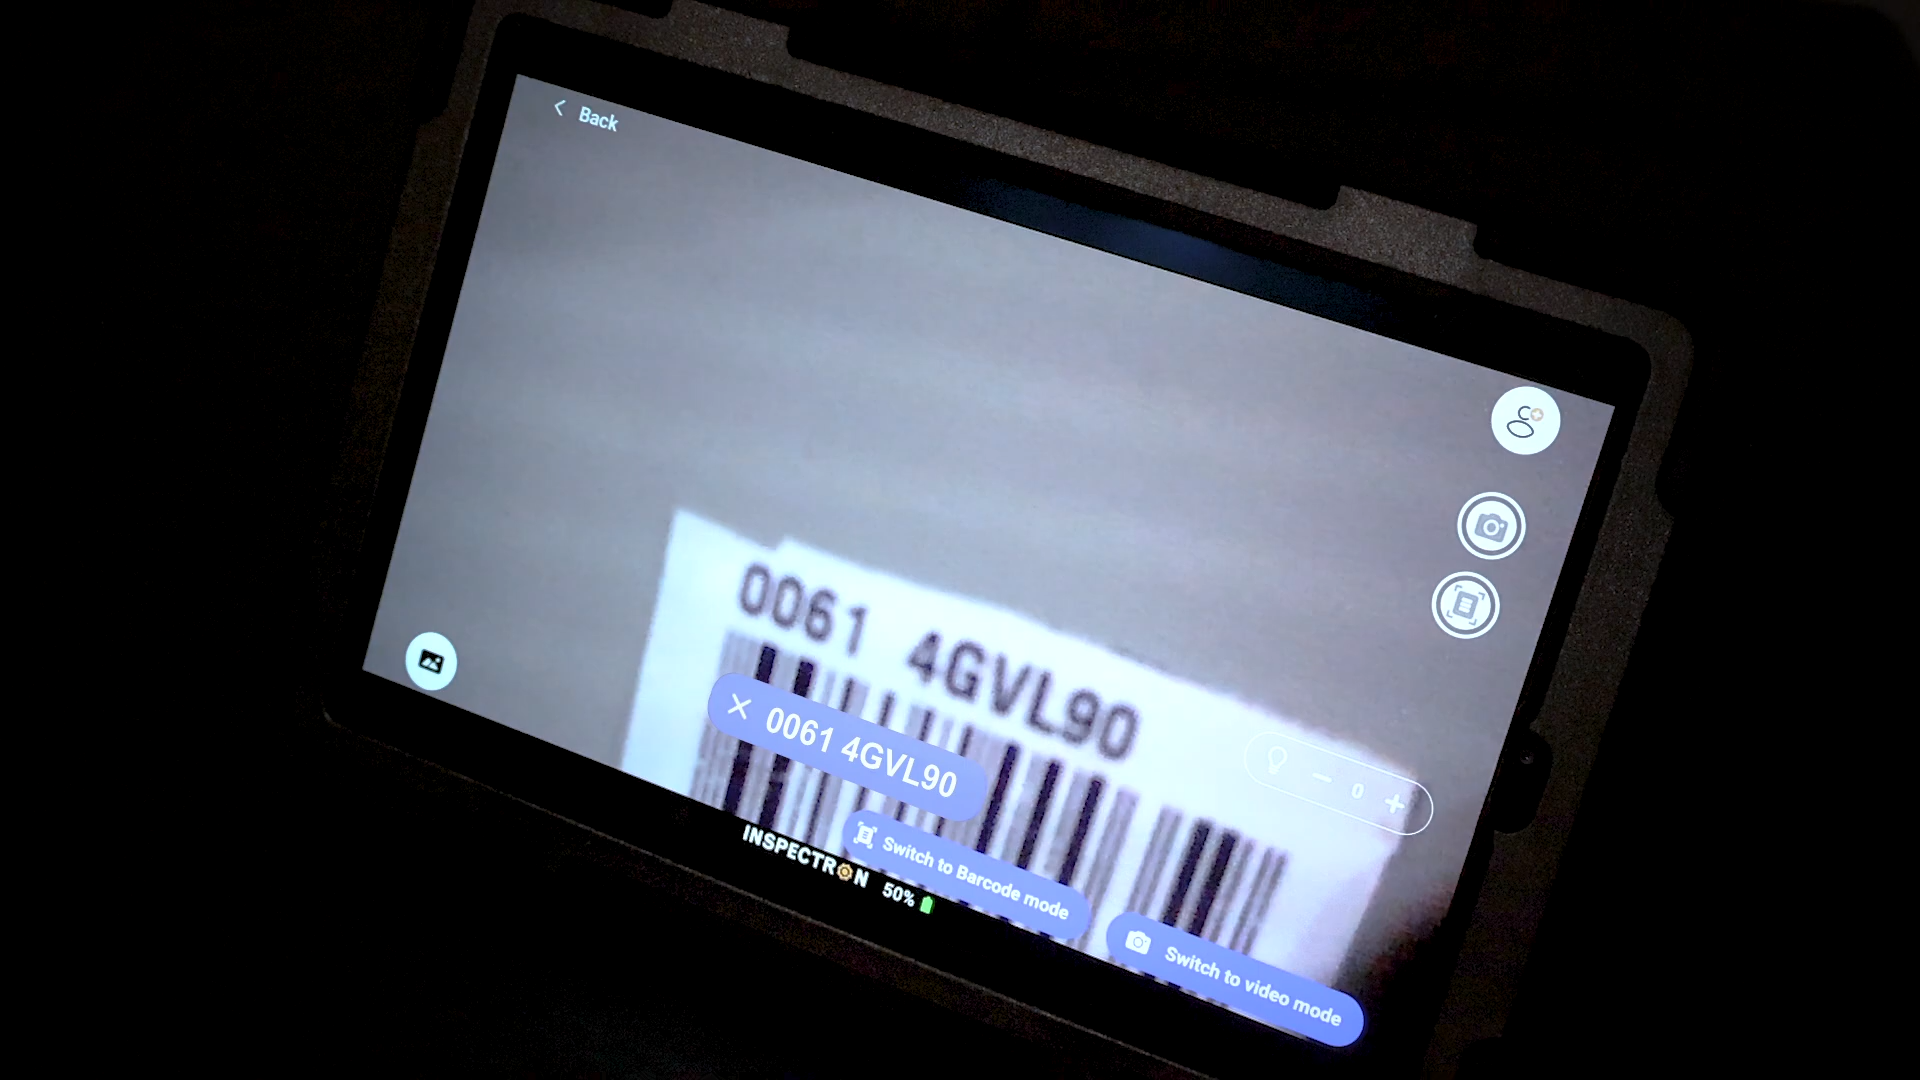 Back
0061 4GVL90
0061 4GVL90
0
Switch to Barcode mode
INSPECTRON
50%
Switch to video mode